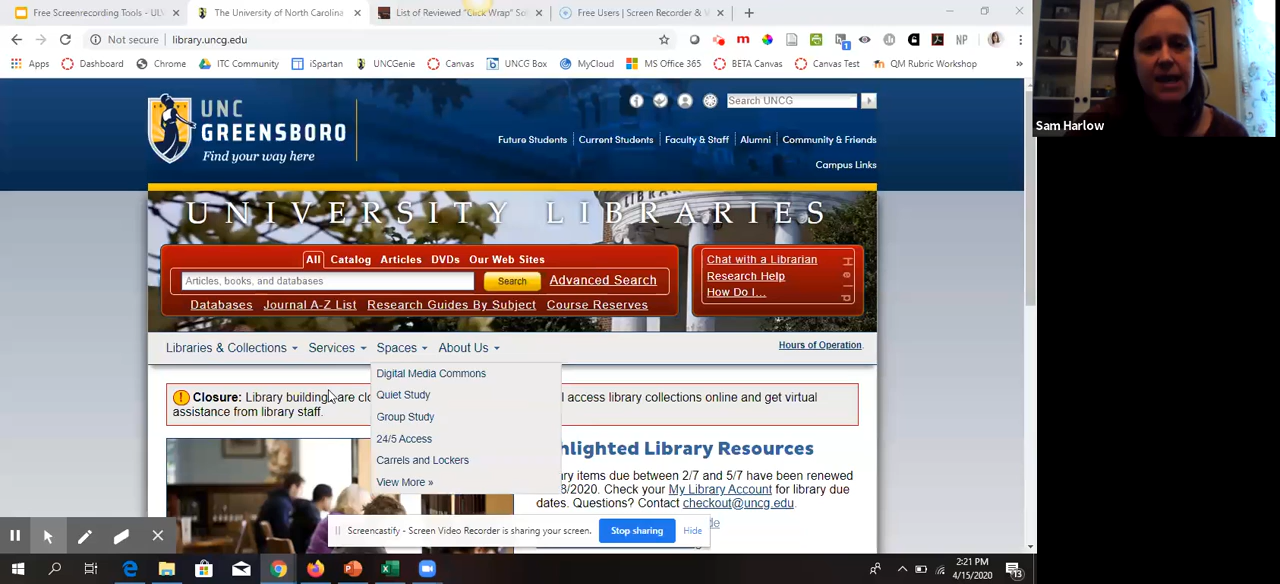 Free Screenrecording Tools - ULV
The University of North Carolina
List of Reviewed "Click Wrap" So
Free Users | Screen Recorder & V
Not secure | library.uncg.edu
Apps Dashboard Chrome ITC Community iSpartan UNCGenie Canvas UNCG Box MyCloud MS Office 365 BETA Canvas Canvas Test QM Rubric Workshop »
NP
Sam Harlow
UNC
GREENSBORO
Find your way here
Search UNCG
Future Students | Current Students | Faculty & Staff | Alumni | Community & Friends
Campus Links
UNIVERSITY LIBRARIES
All Catalog Articles DVDs Our Web Sites
Articles, books, and databases
Search
Advanced Search
Databases Journal A-Z List Research Guides By Subject Course Reserves
Chat with a Librarian
Research Help
How Do I...
Help
Libraries & Collections Services Spaces About Us
Hours of Operation
Digital Media Commons
Quiet Study
Group Study
24/5 Access
Carrels and Lockers
View More »
Closure: Library building are clo
l access library collections online and get virtual
assistance from library staff.
hlighted Library Resources
ary items due between 2/7 and 5/7 have been renewed
8/2020. Check your My Library Account for library due
dates. Questions? Contact checkout@uncg.edu.
de
Screencastify - Screen Video Recorder is sharing your screen.
Stop sharing
Hide
2:21 PM
4/15/2020
13